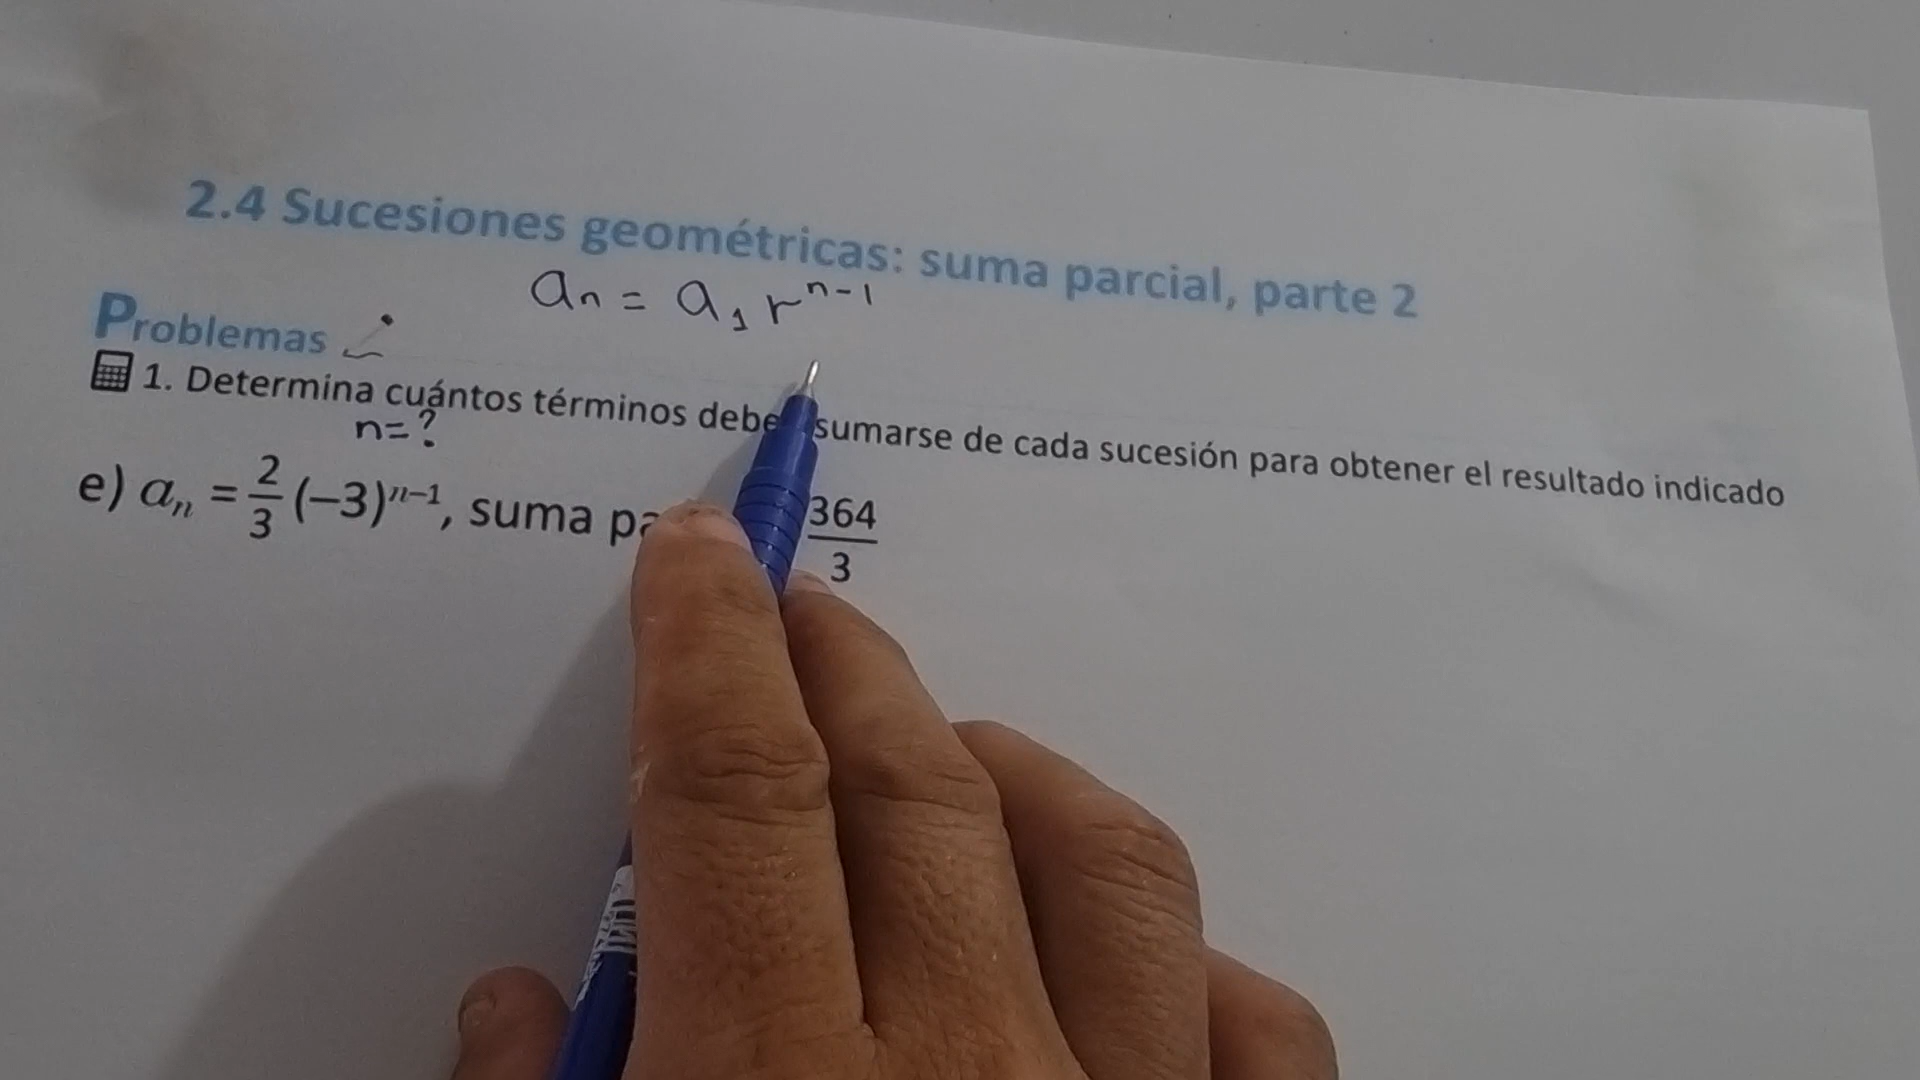 2.4 Sucesiones geométricas: suma parcial, parte 2
aₙ = a₁ rⁿ⁻¹
Problemas
1. Determina cuántos términos debe sumarse de cada sucesión para obtener el resultado indicado
n=?
e) aₙ = 2/3 (–3)ⁿ⁻¹, suma 364/3